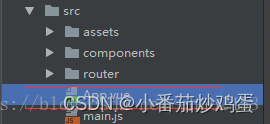 src
assets
components
router
App.vue
CSDN @小番茄炒鸡蛋
main.js